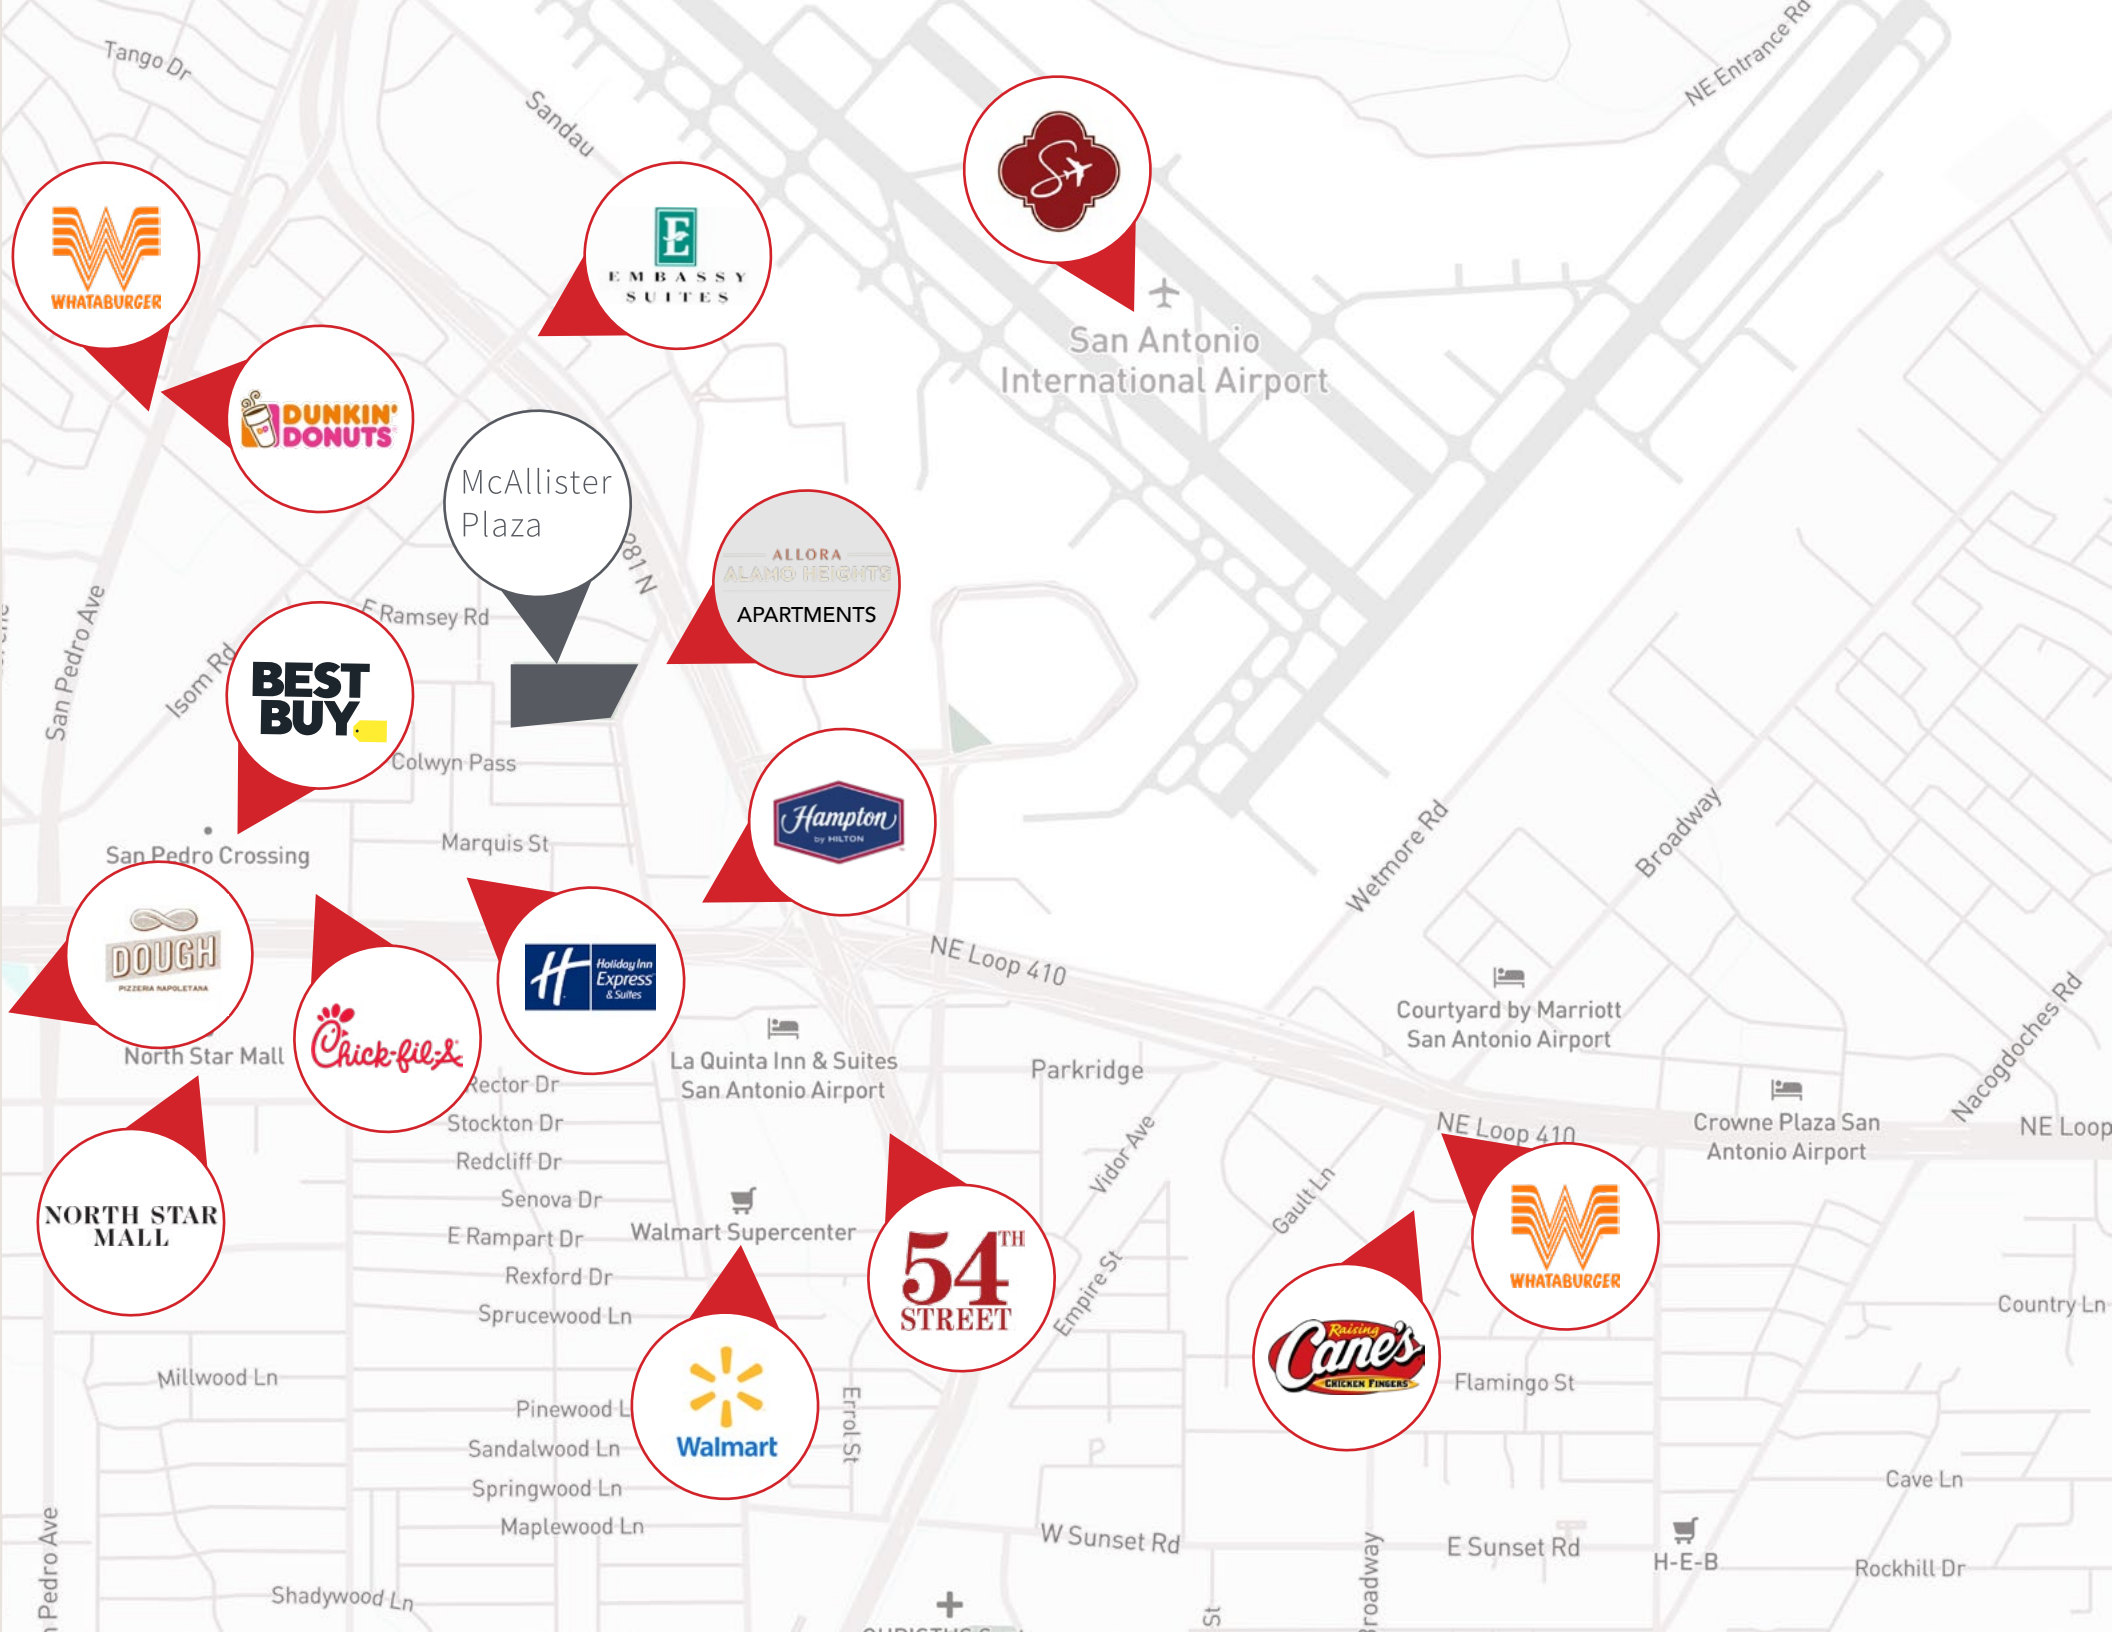 Tango Dr
Sandau
NE Entrance Rd
WHATABURGER
EMBASSY
SUITES
S
San Antonio
International Airport
DUNKIN'
DONUTS
McAllister
Plaza
281 N
ALLORA
ALAMO HEIGHTS
APARTMENTS
E Ramsey Rd
San Pedro Ave
Isom Rd
BEST
BUY
Colwyn Pass
Hampton
by HILTON
Marquis St
San Pedro Crossing
Wetmore Rd
Broadway
DOUGH
PIZZERIA NAPOLETANA
Holiday Inn
Express
& Suites
NE Loop 410
Courtyard by Marriott
San Antonio Airport
Nacogdoches Rd
North Star Mall
Chick-fil-A
La Quinta Inn & Suites
San Antonio Airport
Parkridge
Rector Dr
Stockton Dr
Redcliff Dr
Senova Dr
E Rampart Dr
Rexford Dr
Sprucewood Ln
Vidor Ave
NE Loop 410
Crowne Plaza San
Antonio Airport
NE Loop
NORTH STAR
MALL
Walmart Supercenter
54TH
STREET
Empire St
Gault Ln
WHATABURGER
Country Ln
Raising
Cane's
CHICKEN FINGERS
Flamingo St
Millwood Ln
Pinewood L
Sandalwood Ln
Springwood Ln
Maplewood Ln
Walmart
Errol St
P
Cave Ln
W Sunset Rd
E Sunset Rd
H-E-B
Rockhill Dr
Pedro Ave
Shadywood Ln
St
Broadway